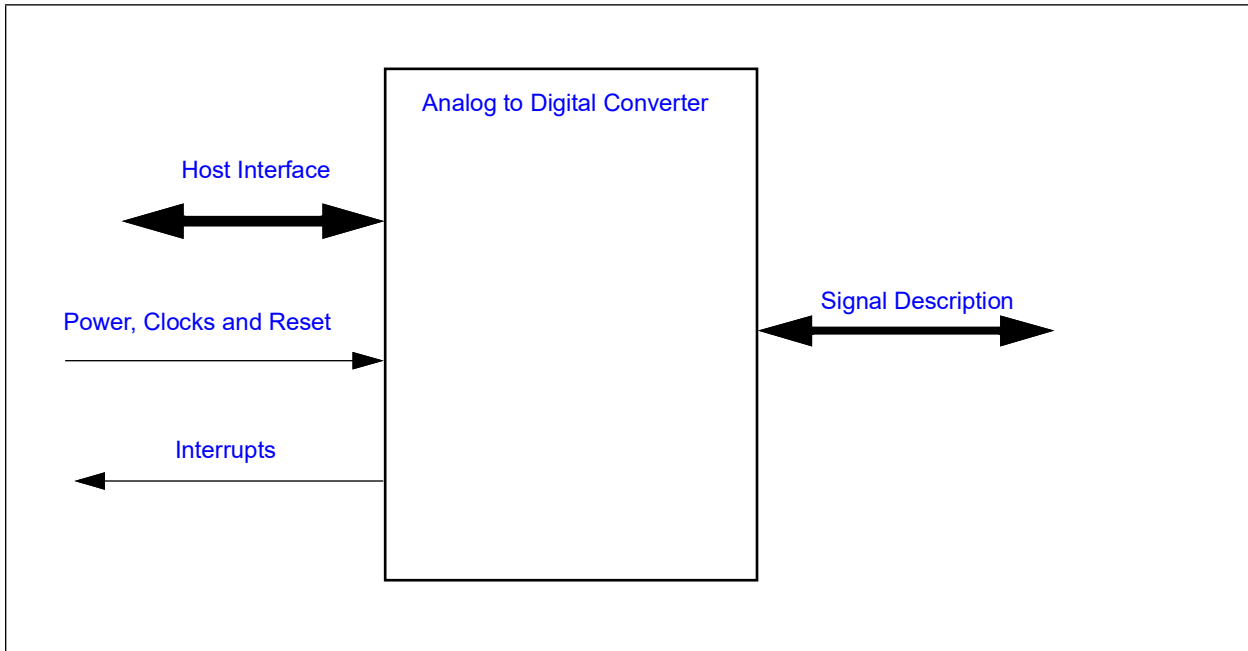 Analog to Digital Converter
Host Interface
Signal Description
Power, Clocks and Reset
Interrupts